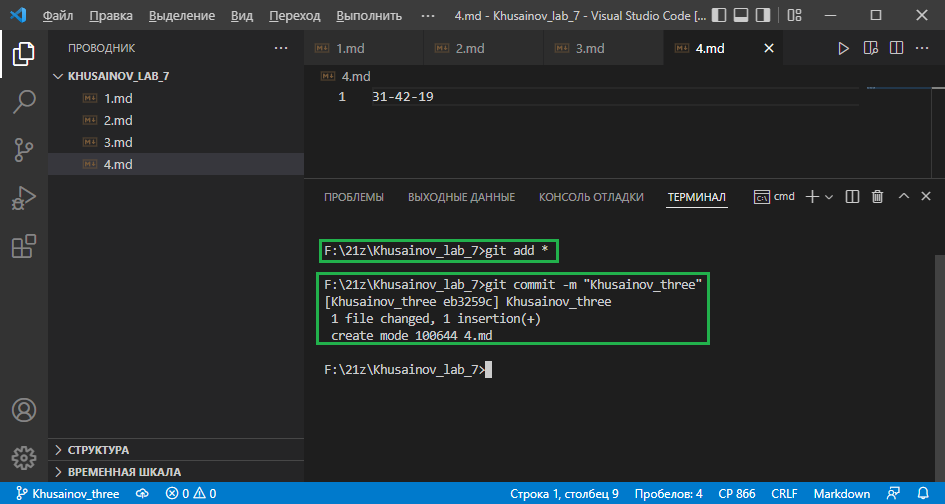 Файл Правка Выделение Вид Переход Выполнить ··· 4.md - Khusainov_lab_7 - Visual Studio Code [...
ПРОВОДНИК ···
1.md 2.md 3.md 4.md ···
KHUSAINOV_LAB_7
1.md
2.md
3.md
4.md
4.md
1 31-42-19
ПРОБЛЕМЫ ВЫХОДНЫЕ ДАННЫЕ КОНСОЛЬ ОТЛАДКИ ТЕРМИНАЛ cmd
F:\21z\Khusainov_lab_7>git add *
F:\21z\Khusainov_lab_7>git commit -m "Khusainov_three"
[Khusainov_three eb3259c] Khusainov_three
1 file changed, 1 insertion(+)
create mode 100644 4.md
F:\21z\Khusainov_lab_7>
СТРУКТУРА
ВРЕМЕННАЯ ШКАЛА
Khusainov_three 0 0 Строка 1, столбец 9 Пробелов: 4 CP 866 CRLF Markdown